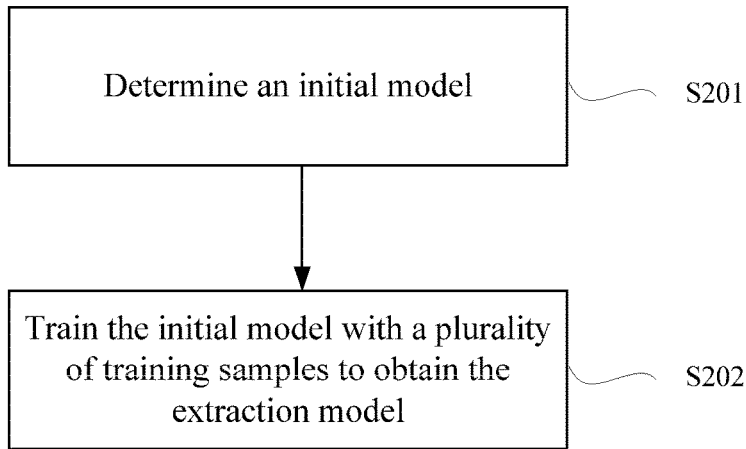 Determine an initial model
S201
Train the initial model with a plurality
of training samples to obtain the
extraction model
S202